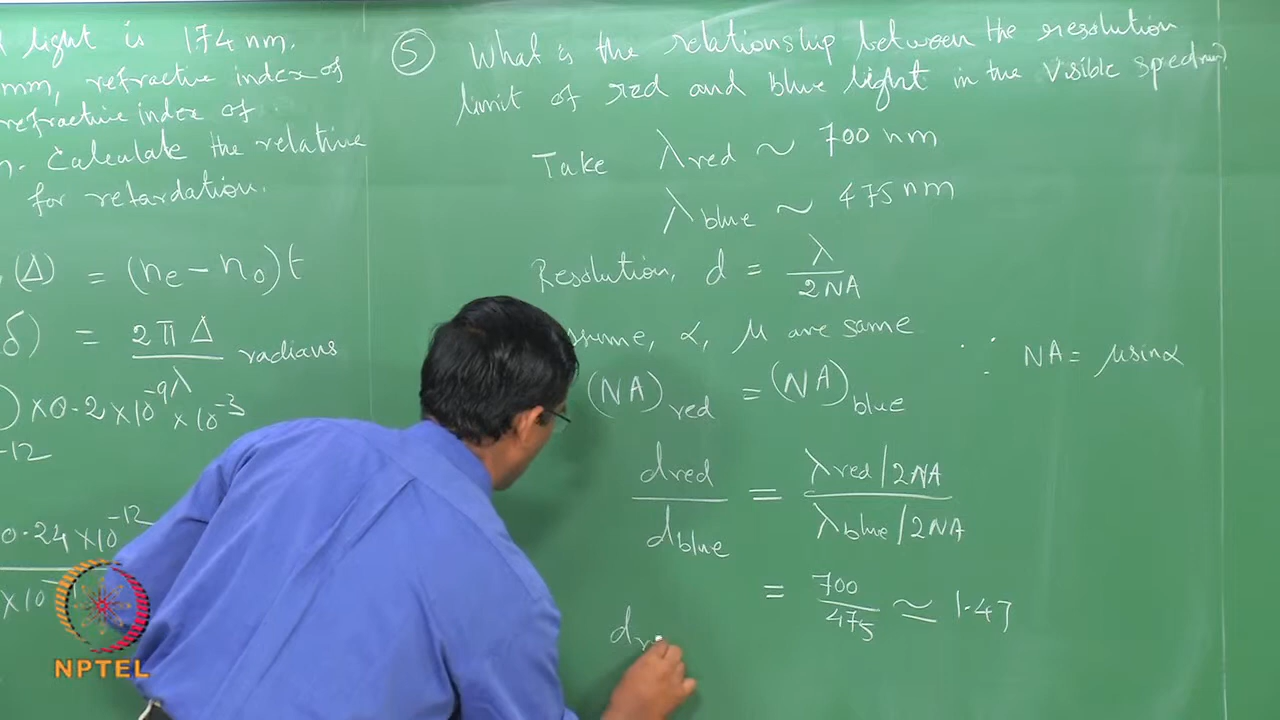 light is 174 nm.
mm, refractive index of
refractive index of
n. Calculate the relative
for retardation.
(Δ) = (ne - no)t
δ) = 2πΔ / λ radians
) × 0.2 × 10⁻⁹ × 10⁻³
-12
0.24 × 10⁻¹²
× 10
⑤ What is the relationship between the resolution
limit of red and blue light in the visible spectrum?
Take λred ~ 700 nm
λblue ~ 475 nm
Resolution, d = λ / 2NA
sume, α, μ are same ∵ NA = μ sinα
(NA)red = (NA)blue
dred / dblue = λred/2NA / λblue/2NA
= 700 / 475 ≃ 1.47
dr
NPTEL